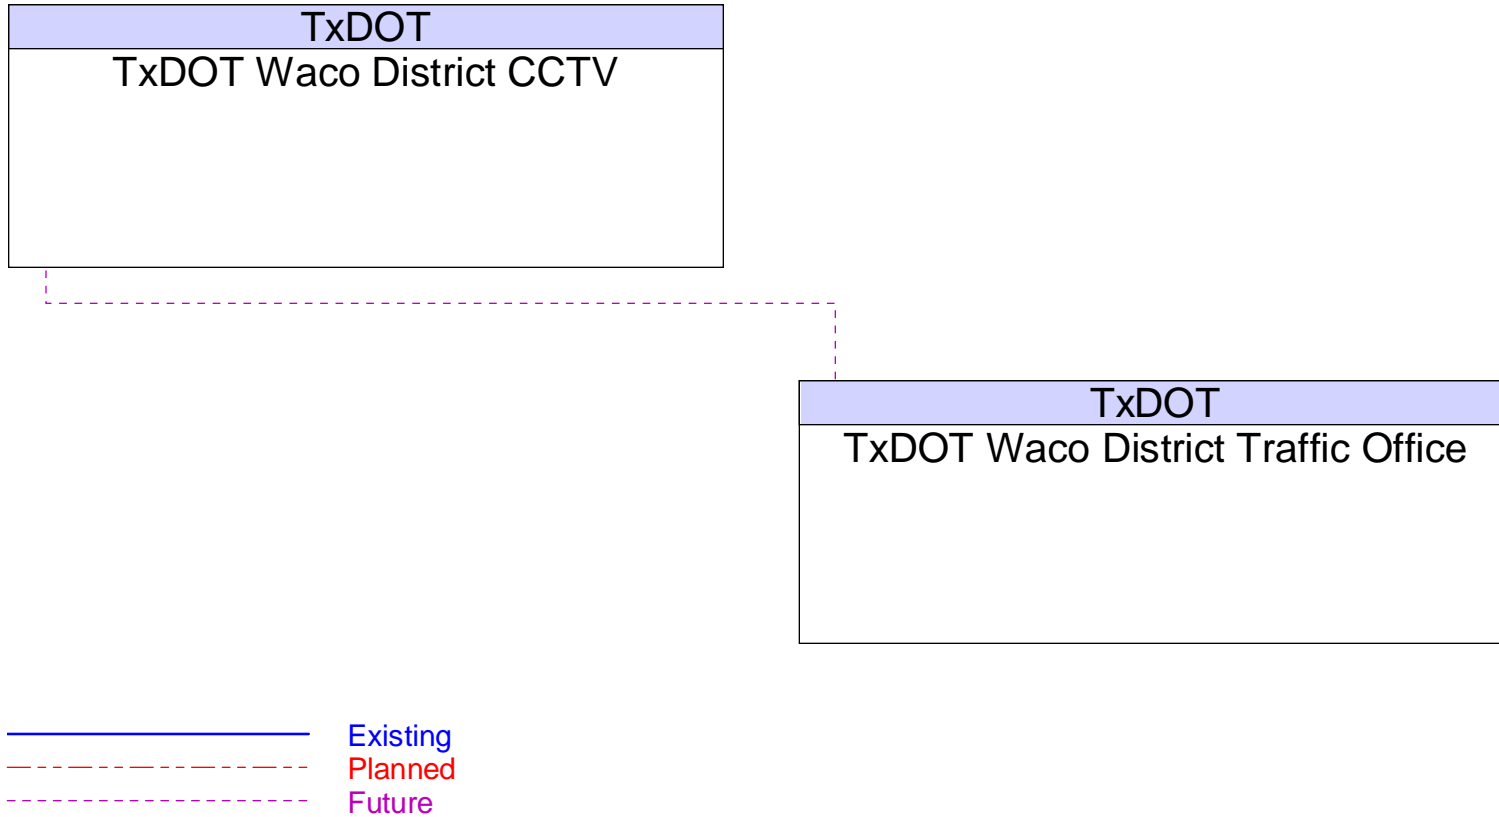 TxDOT
TxDOT Waco District CCTV
TxDOT
TxDOT Waco District Traffic Office
Existing
Planned
Future